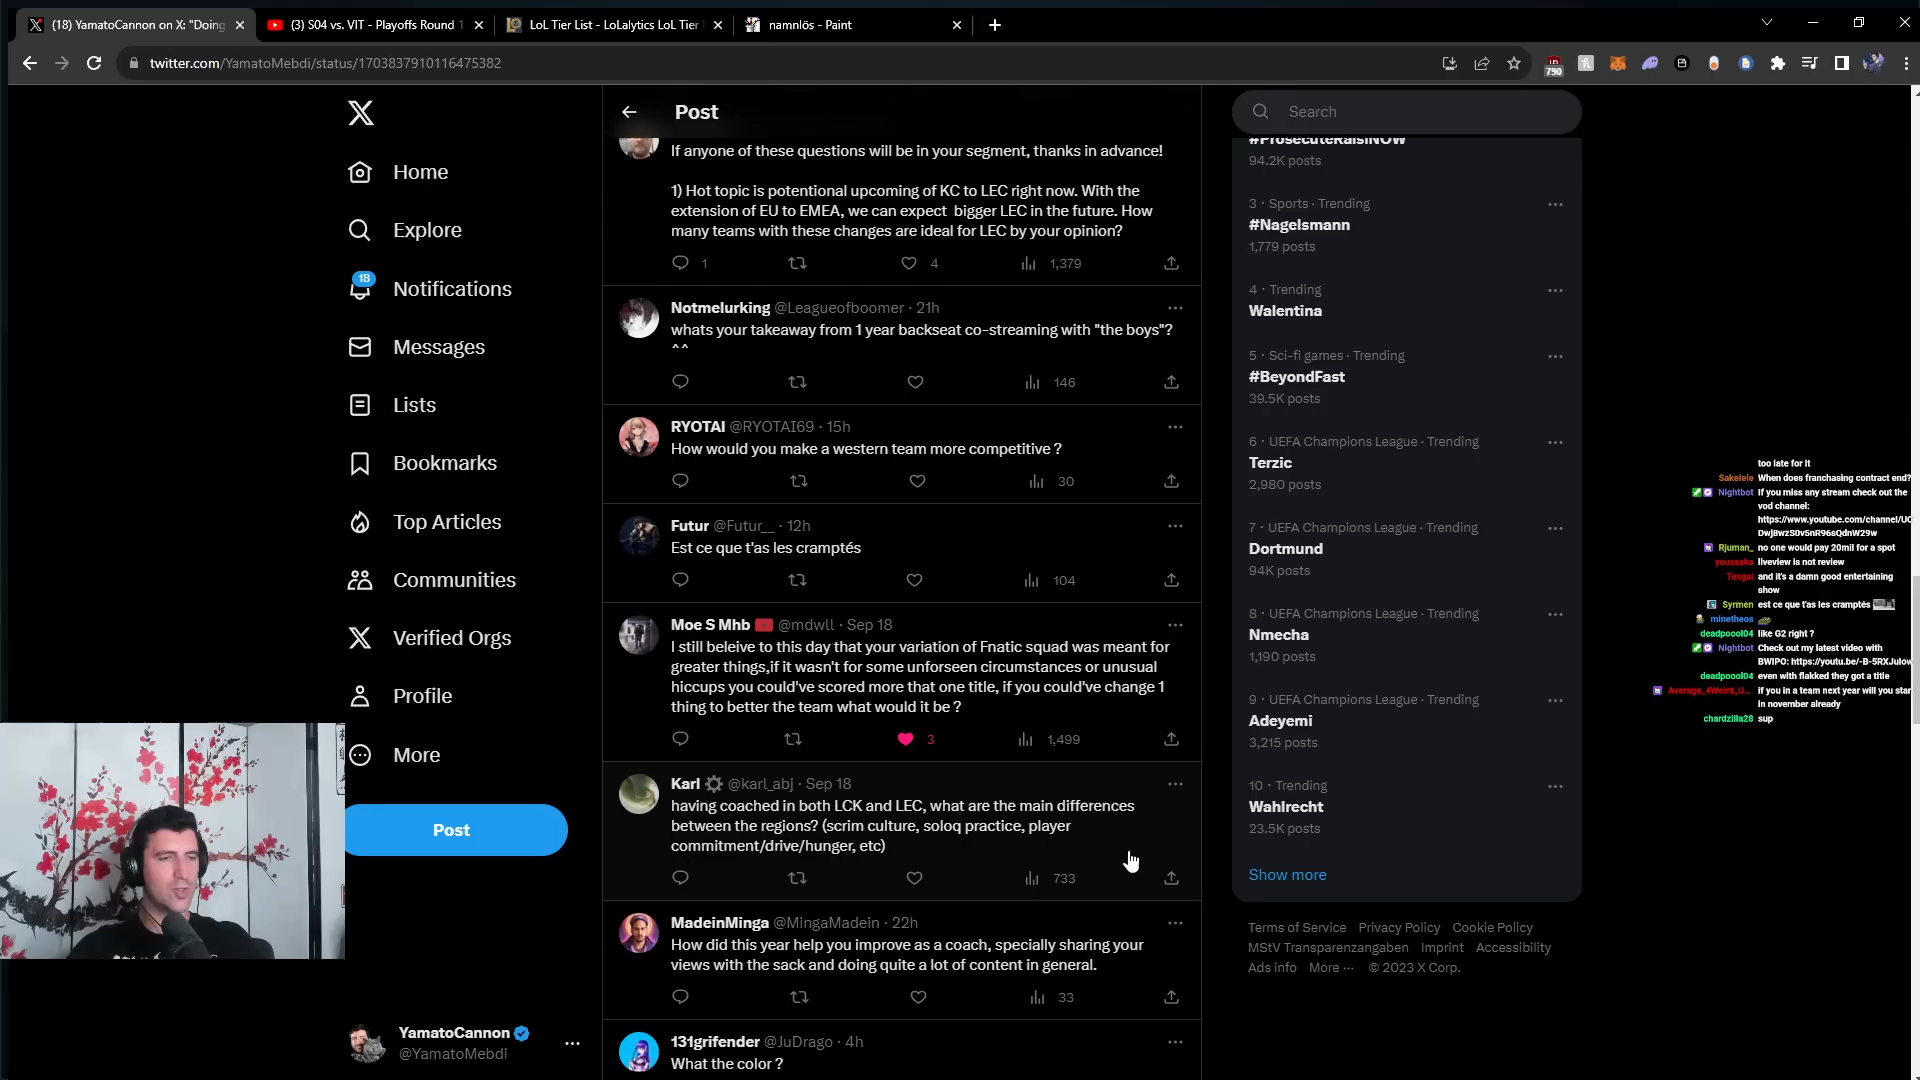 (18) YamatoCannon on X: "Doing
(3) S04 vs. VIT - Playoffs Round 1
LoL Tier List - LoLalytics LoL Tier
namnlös - Paint
twitter.com/YamatoMebdi/status/1703837910116475382
790
Home
Explore
18
Notifications
Messages
Lists
Bookmarks
Top Articles
Communities
Verified Orgs
Profile
More
Post
YamatoCannon
@YamatoMebdi
Post
If anyone of these questions will be in your segment, thanks in advance!
1) Hot topic is potentional upcoming of KC to LEC right now. With the
extension of EU to EMEA, we can expect bigger LEC in the future. How
many teams with these changes are ideal for LEC by your opinion?
1 4 1,379
Notmelurking @Leagueofboomer · 21h
whats your takeaway from 1 year backseat co-streaming with "the boys"?
^^
146
RYOTAI @RYOTAI69 · 15h
How would you make a western team more competitive ?
30
Futur @Futur__ · 12h
Est ce que t'as les cramptés
104
Moe S Mhb @mdwll · Sep 18
I still beleive to this day that your variation of Fnatic squad was meant for
greater things,if it wasn't for some unforseen circumstances or unusual
hiccups you could've scored more that one title, if you could've change 1
thing to better the team what would it be ?
3 1,499
Karl @karl_abj · Sep 18
having coached in both LCK and LEC, what are the main differences
between the regions? (scrim culture, soloq practice, player
commitment/drive/hunger, etc)
733
MadeinMinga @MingaMadein · 22h
How did this year help you improve as a coach, specially sharing your
views with the sack and doing quite a lot of content in general.
33
131grifender @JuDrago · 4h
What the color ?
Search
#ProsecuteRaisiNOW
94.2K posts
3 · Sports · Trending
#Nagelsmann
1,779 posts
4 · Trending
Walentina
5 · Sci-fi games · Trending
#BeyondFast
39.5K posts
6 · UEFA Champions League · Trending
Terzic
2,980 posts
7 · UEFA Champions League · Trending
Dortmund
94K posts
8 · UEFA Champions League · Trending
Nmecha
1,190 posts
9 · UEFA Champions League · Trending
Adeyemi
3,215 posts
10 · Trending
Wahlrecht
23.5K posts
Show more
Terms of Service Privacy Policy Cookie Policy
MStV Transparenzangaben Imprint Accessibility
Ads info More ··· © 2023 X Corp.
too late for it
Sakelele When does franchasing contract end?
Nightbot If you miss any stream check out the
vod channel:
https://www.youtube.com/channel/UC
DwJ8wzS0v5nR96sQdnW29w
Rjuman_ no one would pay 20mil for a spot
youssaka liveview is not review
Tesgai and it's a damn good entertaining
show
Syrmen est ce que t'as les cramptés
minetheos
deadpoool04 like G2 right ?
Nightbot Check out my latest video with
BWIPO: https://youtu.be/-B-5RXJuIow
deadpoool04 even with flakked they got a title
Average_4Weird_U... if you in a team next year will you star
in november already
chardzilla28 sup